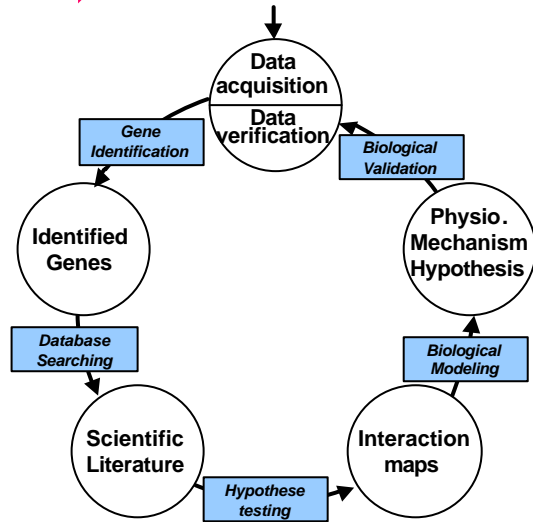 Data
acquisition
Data
verification
Gene
Identification
Identified
Genes
Database
Searching
Scientific
Literature
Hypothese
testing
Interaction
maps
Biological
Modeling
Physio.
Mechanism
Hypothesis
Biological
Validation